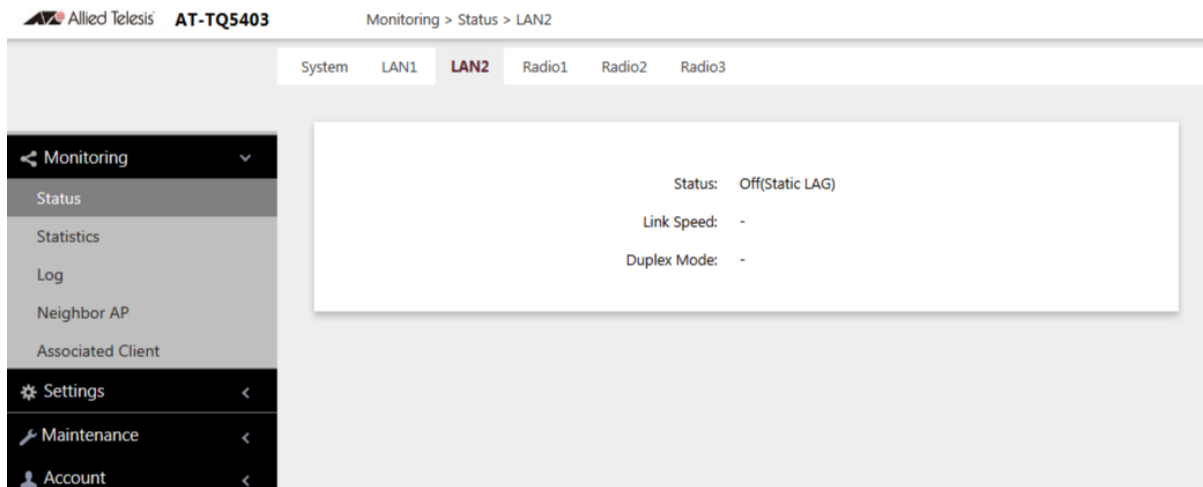 Allied Telesis AT-TQ5403 Monitoring > Status > LAN2
System LAN1 LAN2 Radio1 Radio2 Radio3
Monitoring
Status
Statistics
Log
Neighbor AP
Associated Client
Settings
Maintenance
Account
Status: Off(Static LAG)
Link Speed: -
Duplex Mode: -